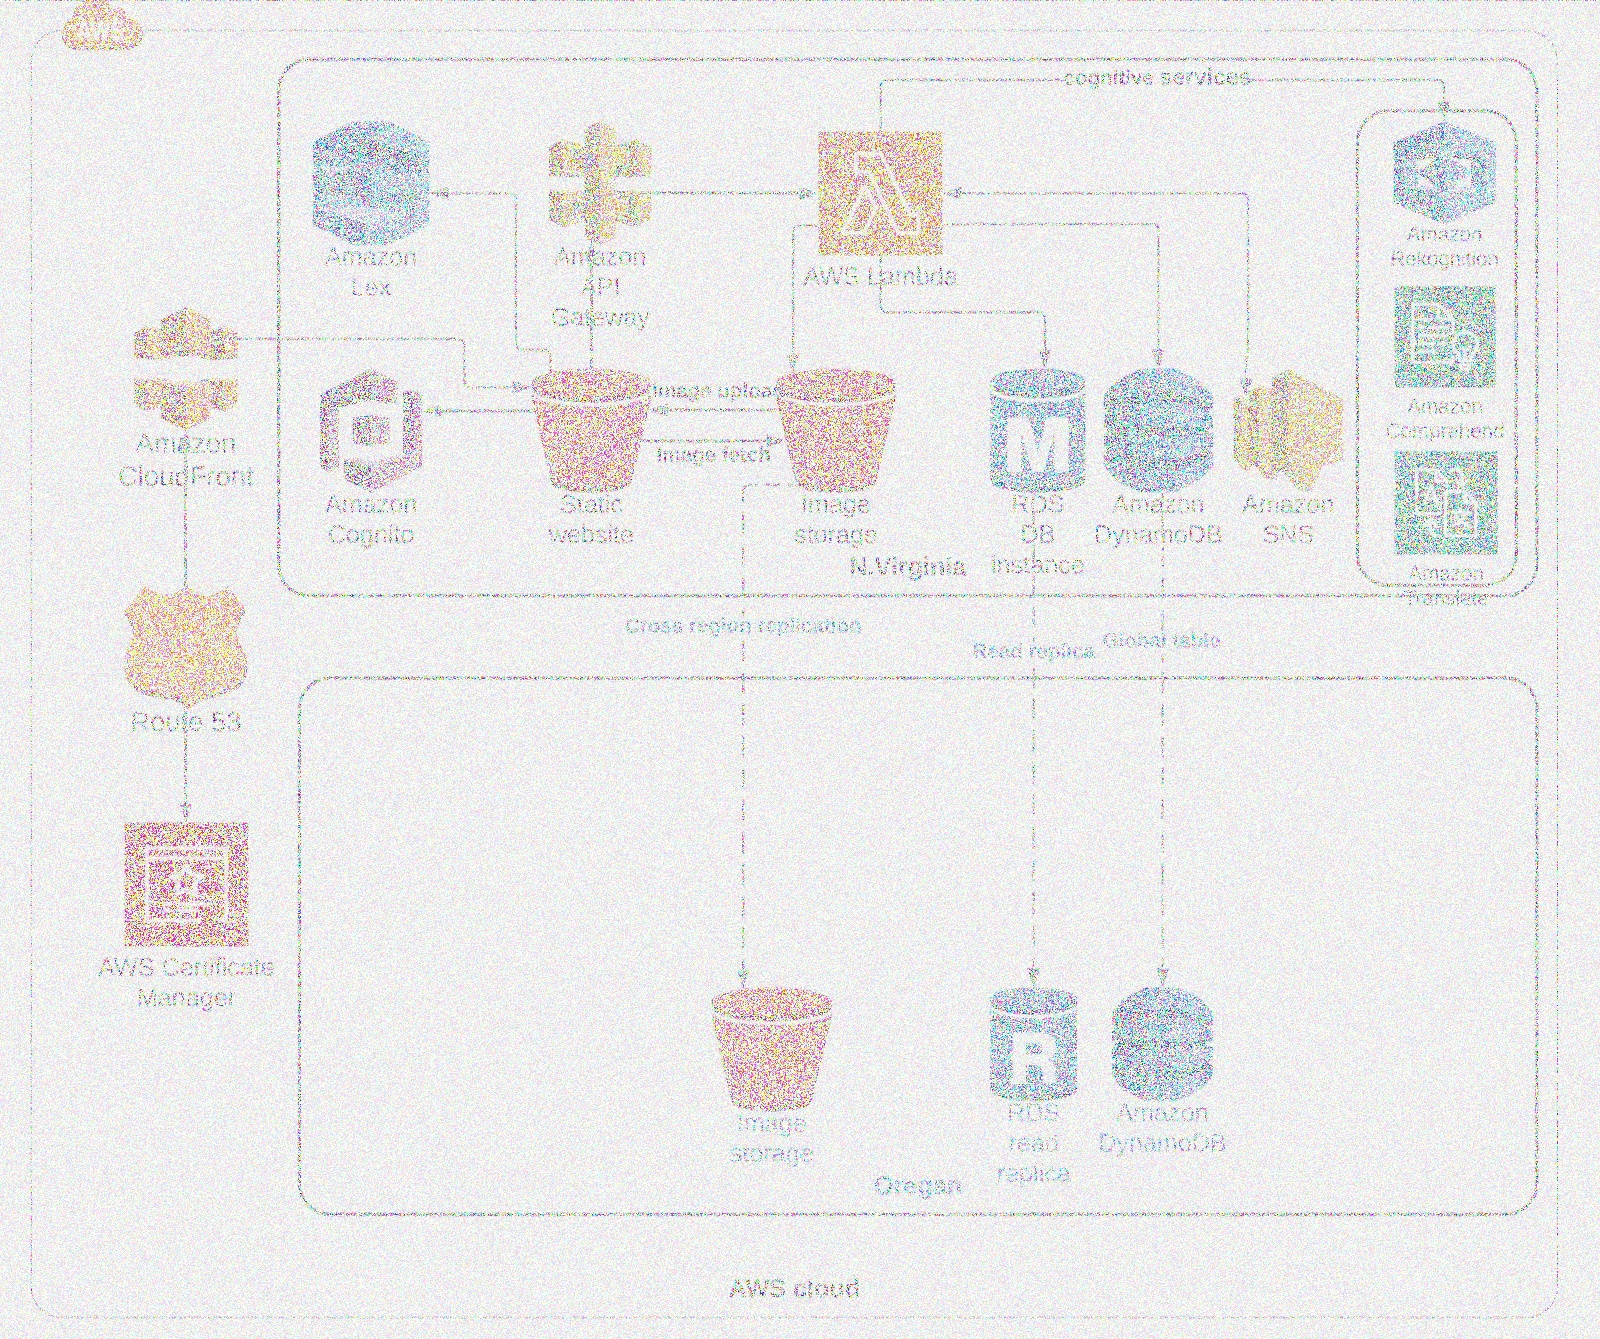 AWS
cognitive services
Amazon
Lex
Amazon
API
Gateway
AWS Lambda
Amazon
Rekognition
Amazon
Comprehend
Amazon
Translate
Amazon
CloudFront
Image upload
Image fetch
Amazon
Cognito
Static
website
Image
storage
RDS
DB
instance
Amazon
DynamoDB
Amazon
SNS
N.Virginia
Cross region replication
Read replica
Global table
Route 53
AWS Certificate
Manager
Image
storage
RDS
read
replica
Amazon
DynamoDB
Oregan
AWS cloud